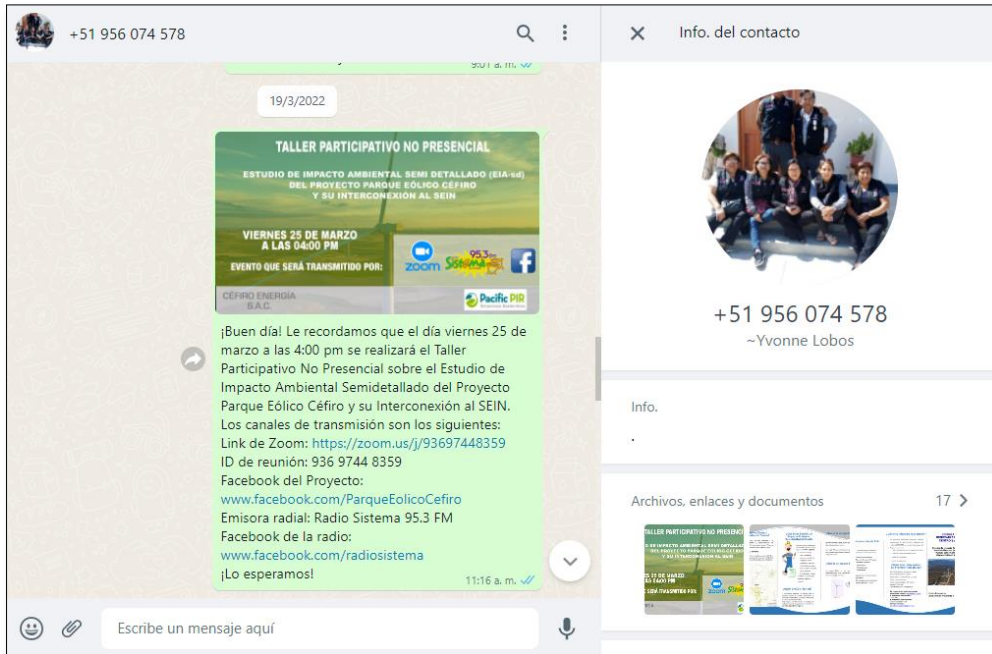 +51 956 074 578
9:01 a. m.
19/3/2022
TALLER PARTICIPATIVO NO PRESENCIAL
ESTUDIO DE IMPACTO AMBIENTAL SEMI DETALLADO (EIA-sd)
DEL PROYECTO PARQUE EÓLICO CÉFIRO
Y SU INTERCONEXIÓN AL SEIN
VIERNES 25 DE MARZO
A LAS 04:00 PM
EVENTO QUE SERÁ TRANSMITIDO POR:
zoom
95.3
Sistema
CÉFIRO ENERGÍA
S.A.C.
Pacific PIR
¡Buen día! Le recordamos que el día viernes 25 de
marzo a las 4:00 pm se realizará el Taller
Participativo No Presencial sobre el Estudio de
Impacto Ambiental Semidetallado del Proyecto
Parque Eólico Céfiro y su Interconexión al SEIN.
Los canales de transmisión son los siguientes:
Link de Zoom: https://zoom.us/j/93697448359
ID de reunión: 936 9744 8359
Facebook del Proyecto:
www.facebook.com/ParqueEolicoCefiro
Emisora radial: Radio Sistema 95.3 FM
Facebook de la radio:
www.facebook.com/radiosistema
¡Lo esperamos!
11:16 a. m.
Escribe un mensaje aquí
Info. del contacto
+51 956 074 578
~Yvonne Lobos
Info.
.
Archivos, enlaces y documentos 17